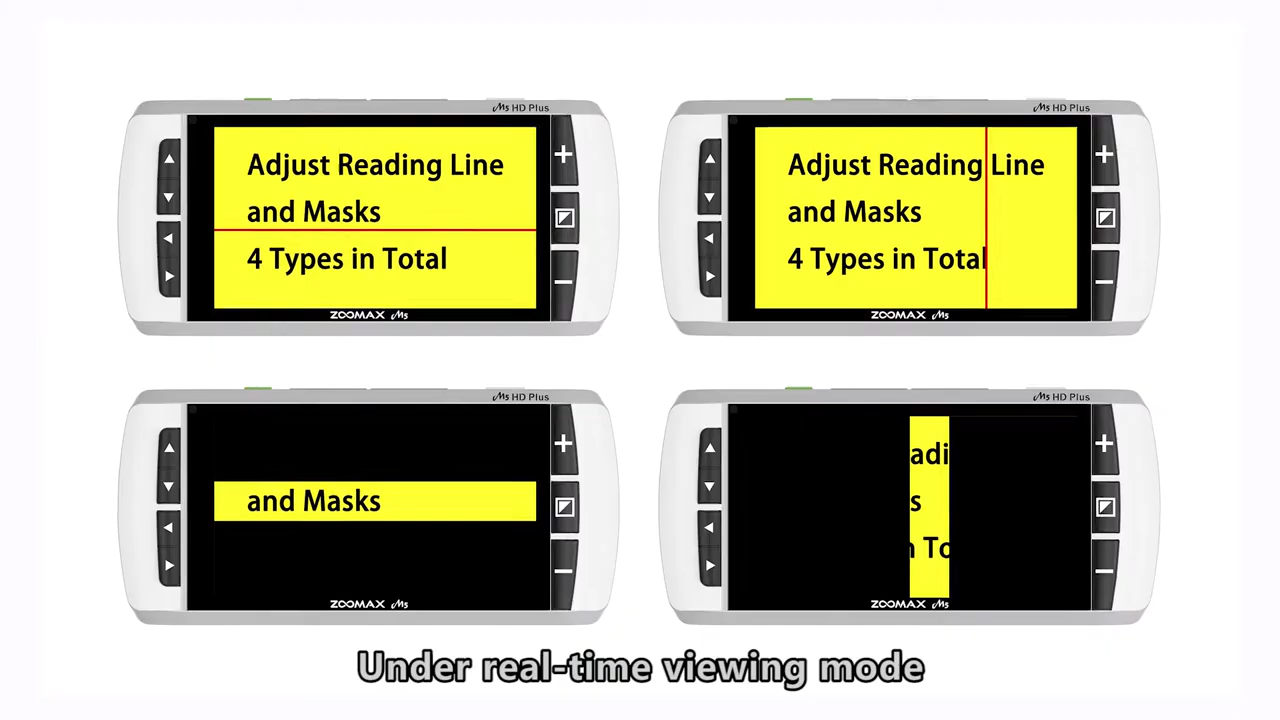 M5 HD Plus
Adjust Reading Line
and Masks
4 Types in Total
ZOOMAX M5
M5 HD Plus
Adjust Reading Line
and Masks
4 Types in Total
ZOOMAX M5
M5 HD Plus
and Masks
ZOOMAX M5
M5 HD Plus
adi
s
n To
ZOOMAX M5
Under real-time viewing mode